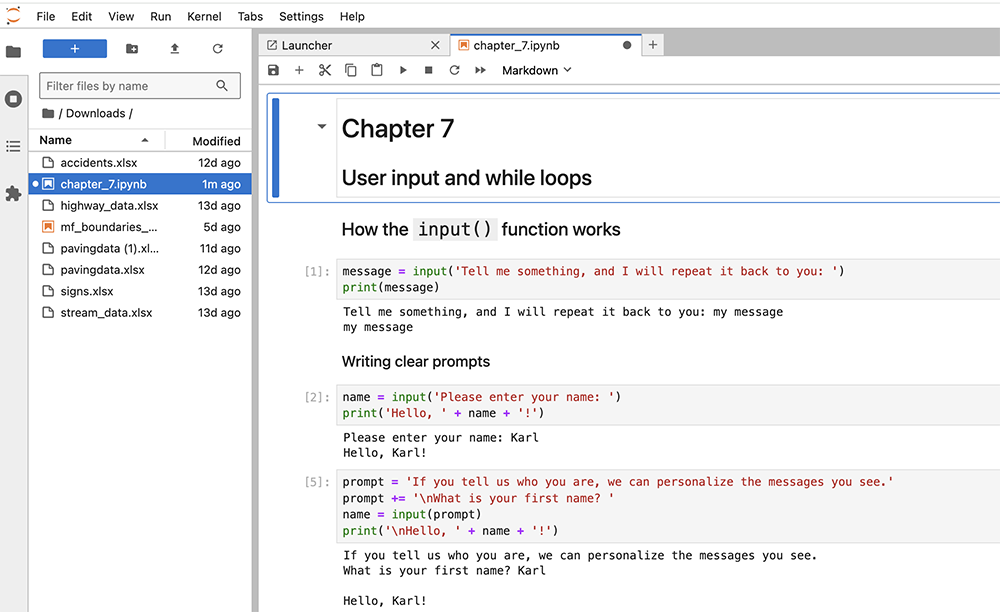 File Edit View Run Kernel Tabs Settings Help
Launcher
chapter_7.ipynb
Markdown
Filter files by name
/ Downloads /
Name Modified
accidents.xlsx 12d ago
chapter_7.ipynb 1m ago
highway_data.xlsx 13d ago
mf_boundaries_... 5d ago
pavingdata (1).xl... 11d ago
pavingdata.xlsx 12d ago
signs.xlsx 13d ago
stream_data.xlsx 13d ago
Chapter 7
User input and while loops
How the input() function works
[1]: message = input('Tell me something, and I will repeat it back to you: ')
print(message)
Tell me something, and I will repeat it back to you: my message
my message
Writing clear prompts
[2]: name = input('Please enter your name: ')
print('Hello, ' + name + '!')
Please enter your name: Karl
Hello, Karl!
[5]: prompt = 'If you tell us who you are, we can personalize the messages you see.'
prompt += '\nWhat is your first name? '
name = input(prompt)
print('\nHello, ' + name + '!')
If you tell us who you are, we can personalize the messages you see.
What is your first name? Karl
Hello, Karl!